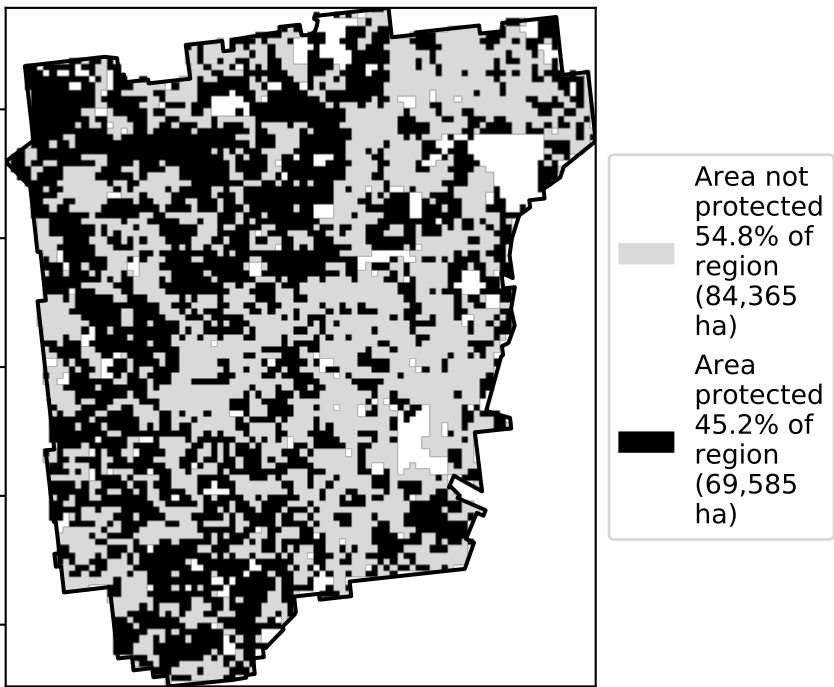 Area not
protected
54.8% of
region
(84,365
ha)
Area
protected
45.2% of
region
(69,585
ha)